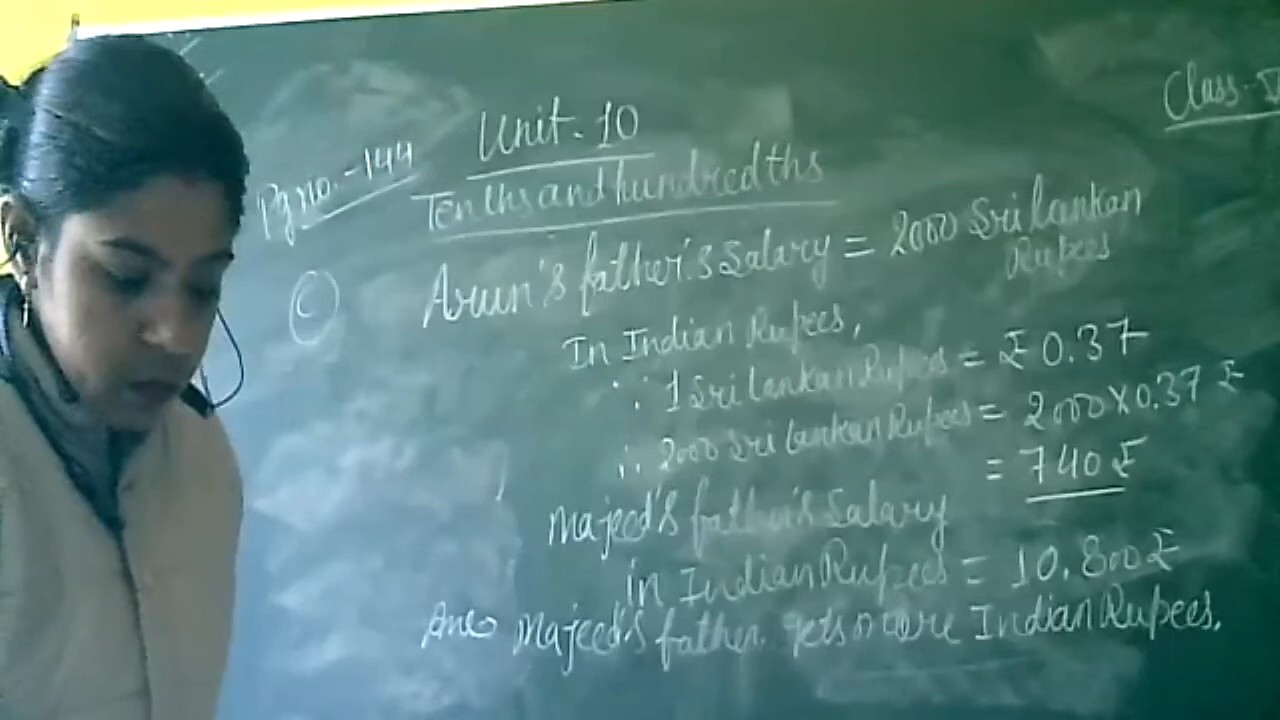 Class-V
Unit-10
Pg no.-144
Tenths and hundredths
(C) Arun's father's Salary = 2000 Sri lankan Rupees
In Indian Rupees,
∵ 1 Sri lankan Rupees = ₹ 0.37
∴ 2000 Sri lankan Rupees = 2000 X 0.37 ₹
= 740 ₹
Majeed's father's Salary
in Indian Rupees = 10.800 ₹
Ans Majeed's father gets more Indian Rupees.